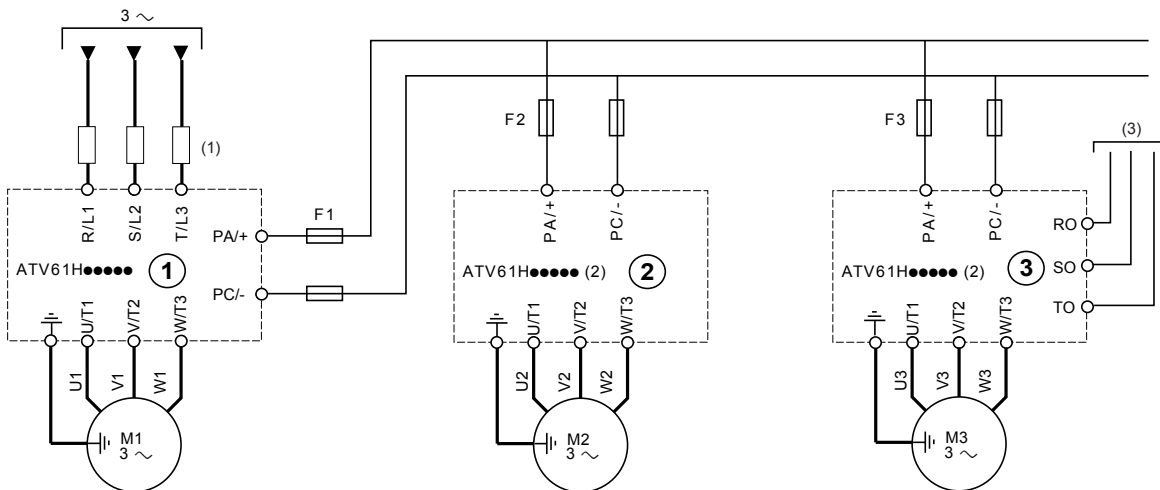 3 ∼
(1)
F2
F3
(3)
R/L1
S/L2
T/L3
PA/+
F1
PA/+
PC/-
PA/+
PC/-
RO
ATV61H●●●●●
1
ATV61H●●●●● (2)
2
ATV61H●●●●● (2)
3
SO
PC/-
TO
U/T1
V/T2
W/T3
U/T1
V/T2
W/T3
U/T1
V/T2
W/T3
U1
V1
W1
U2
V2
W2
U3
V3
W3
M1
3 ∼
M2
3 ∼
M3
3 ∼